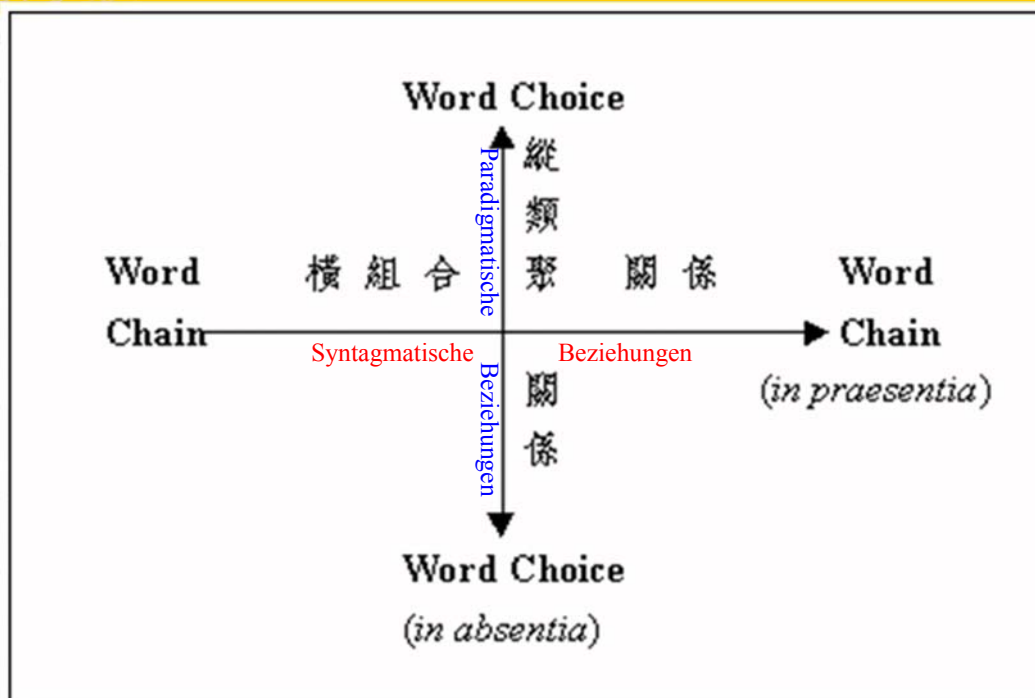 Word Choice
Paradigmatische Beziehungen
縱類聚關係
Word Chain
橫組合關係
Word Chain
(in praesentia)
Syntagmatische Beziehungen
Word Choice
(in absentia)